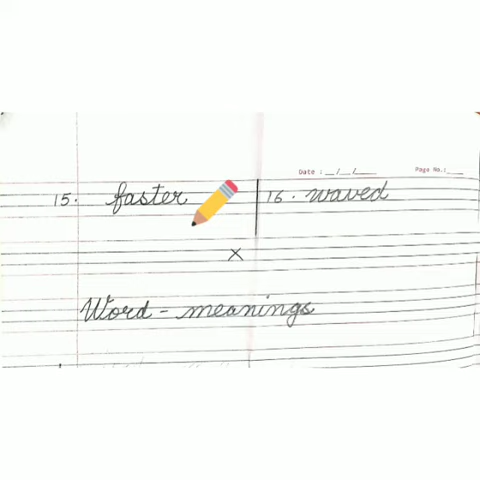 Date : __/__/____ Page No.:____
15. faster 16. waved
×
Word - meanings